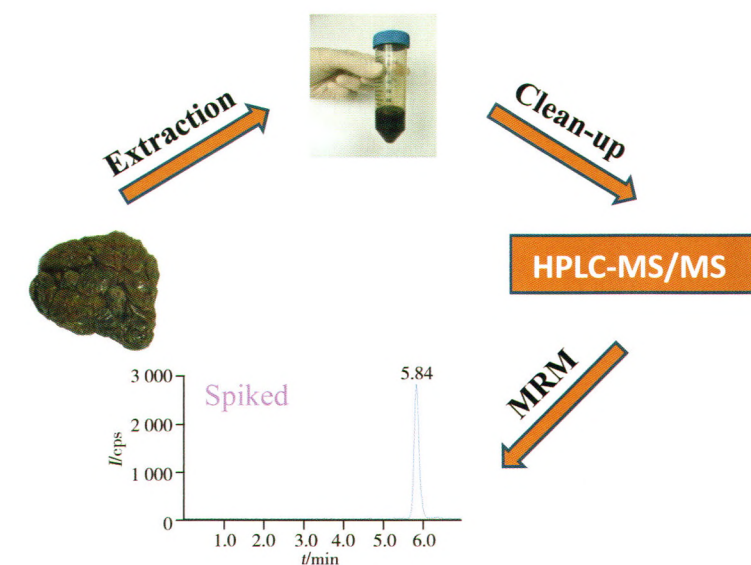 Extraction
Clean-up
HPLC-MS/MS
MRM
Spiked
5.84
3 000
2 000
1 000
0
I/cps
1.0 2.0 3.0 4.0 5.0 6.0
t/min